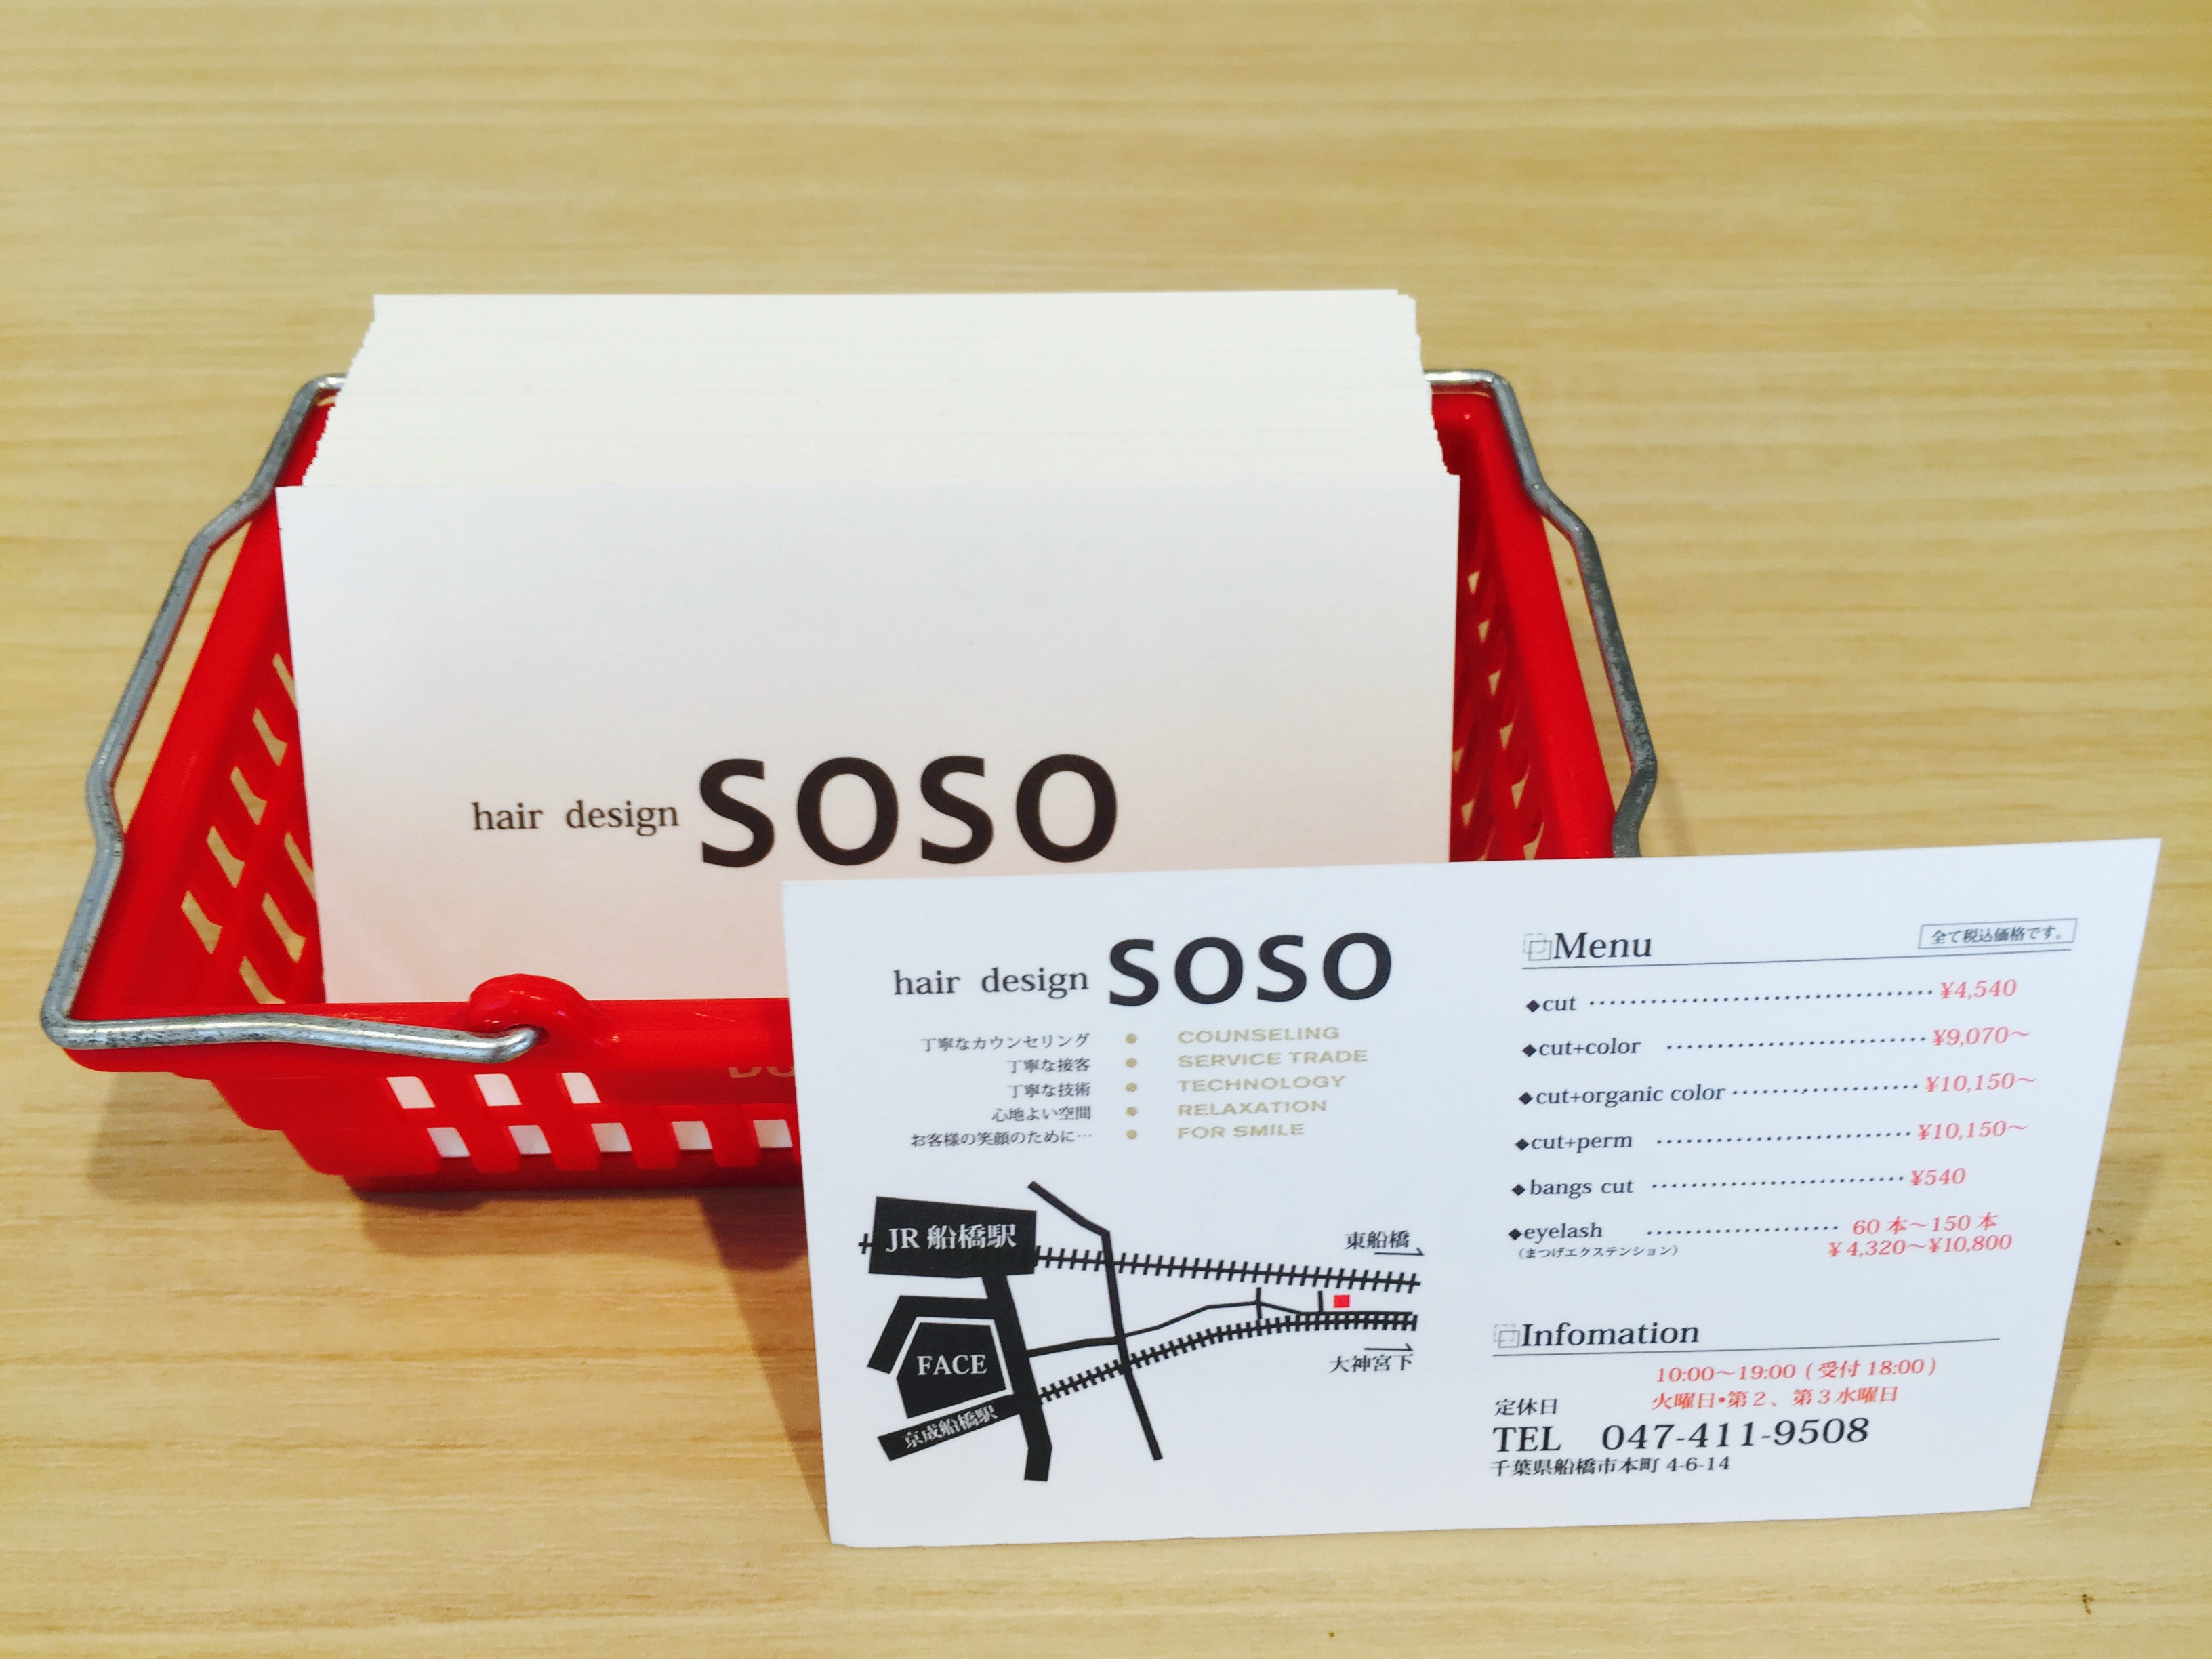 hair design soso
hair design soso
丁寧なカウンセリング ● COUNSELING
丁寧な接客 ● SERVICE TRADE
丁寧な技術 ● TECHNOLOGY
心地よい空間 ● RELAXATION
お客様の笑顔のために… ● FOR SMILE
JR 船橋駅
東船橋
FACE
大神宮下
京成船橋駅
Menu
全て税込価格です。
◆cut ¥4,540
◆cut+color ¥9,070～
◆cut+organic color ¥10,150～
◆cut+perm ¥10,150～
◆bangs cut ¥540
◆eyelash 60 本～150 本
(まつげエクステンション) ¥4,320～¥10,800
Infomation
10:00～19:00 (受付 18:00)
定休日 火曜日•第２、第３水曜日
TEL 047-411-9508
千葉県船橋市本町 4-6-14